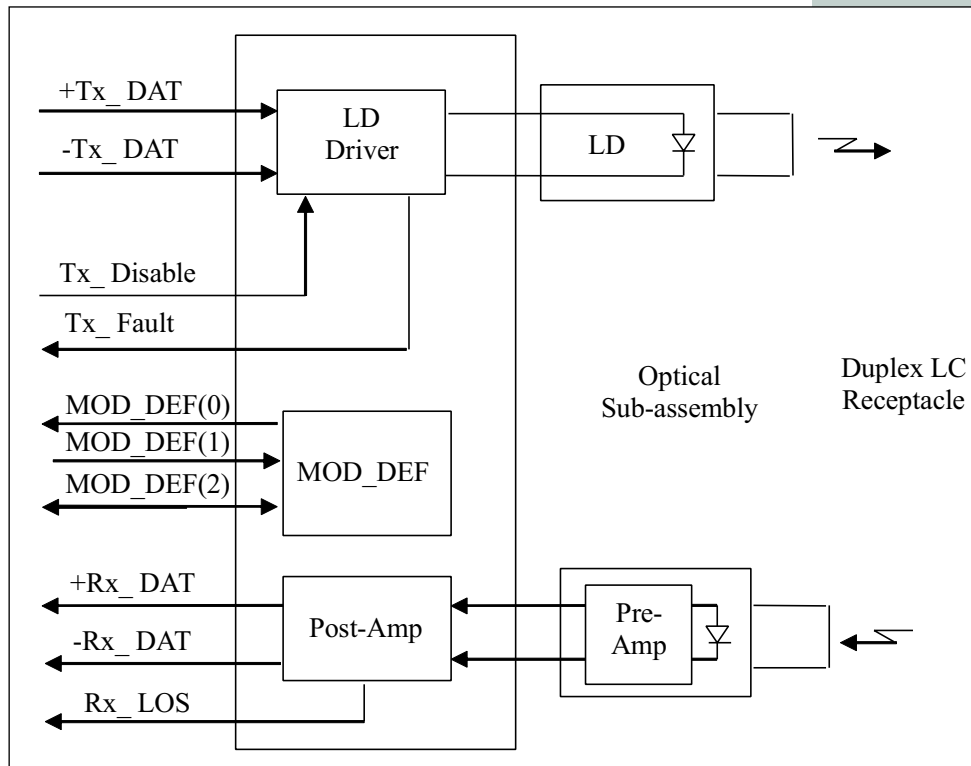 +Tx_ DAT
-Tx_ DAT
LD
Driver
LD
Tx_ Disable
Tx_ Fault
Optical
Sub-assembly
Duplex LC
Receptacle
MOD_DEF(0)
MOD_DEF(1)
MOD_DEF(2)
MOD_DEF
+Rx_ DAT
-Rx_ DAT
Post-Amp
Pre-
Amp
Rx_ LOS